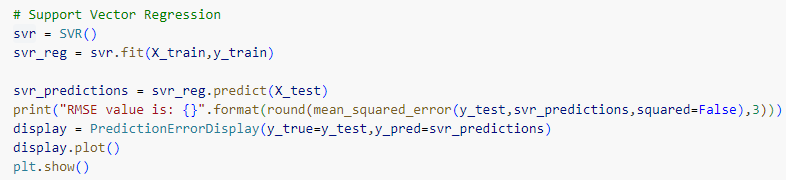 # Support Vector Regression
svr = SVR()
svr_reg = svr.fit(X_train,y_train)

svr_predictions = svr_reg.predict(X_test)
print("RMSE value is: {}".format(round(mean_squared_error(y_test,svr_predictions,squared=False),3)))
display = PredictionErrorDisplay(y_true=y_test,y_pred=svr_predictions)
display.plot()
plt.show()